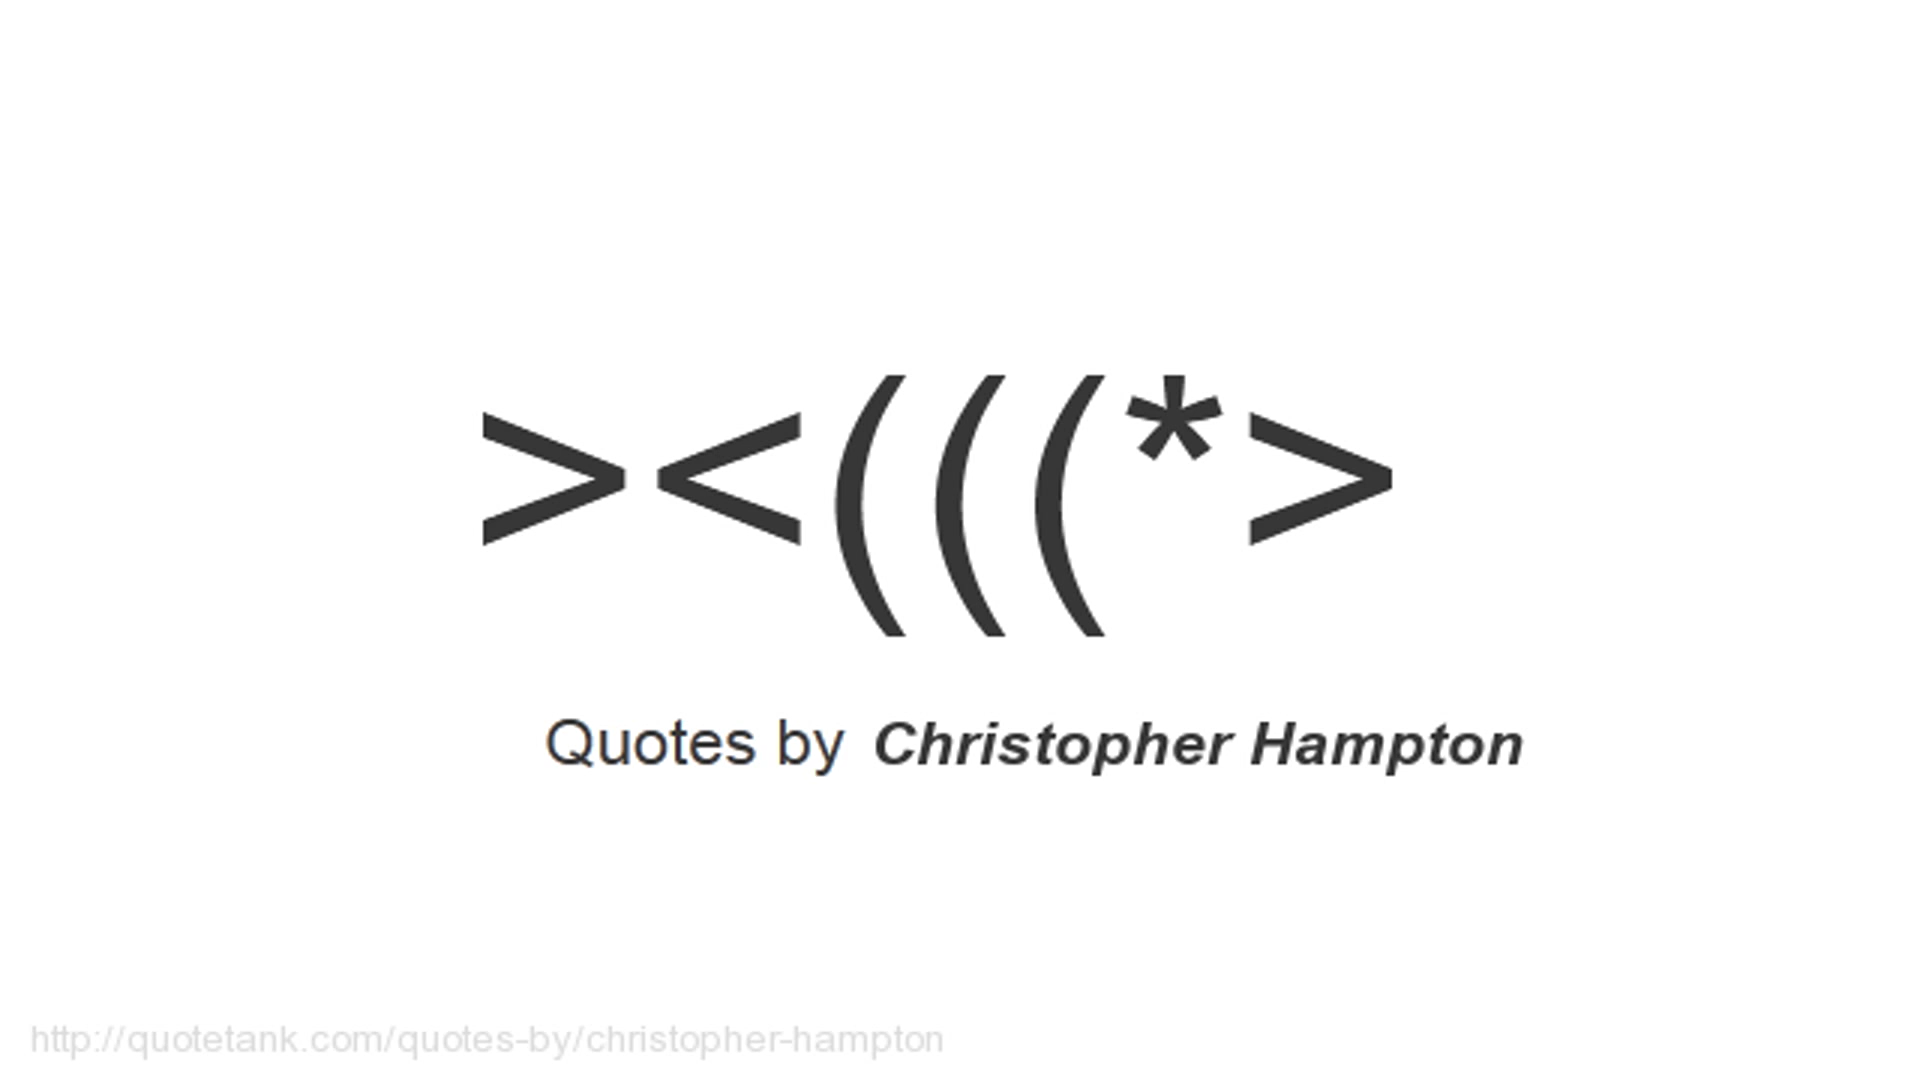 ><(((*>
Quotes by Christopher Hampton
http://quotetank.com/quotes-by/christopher-hampton